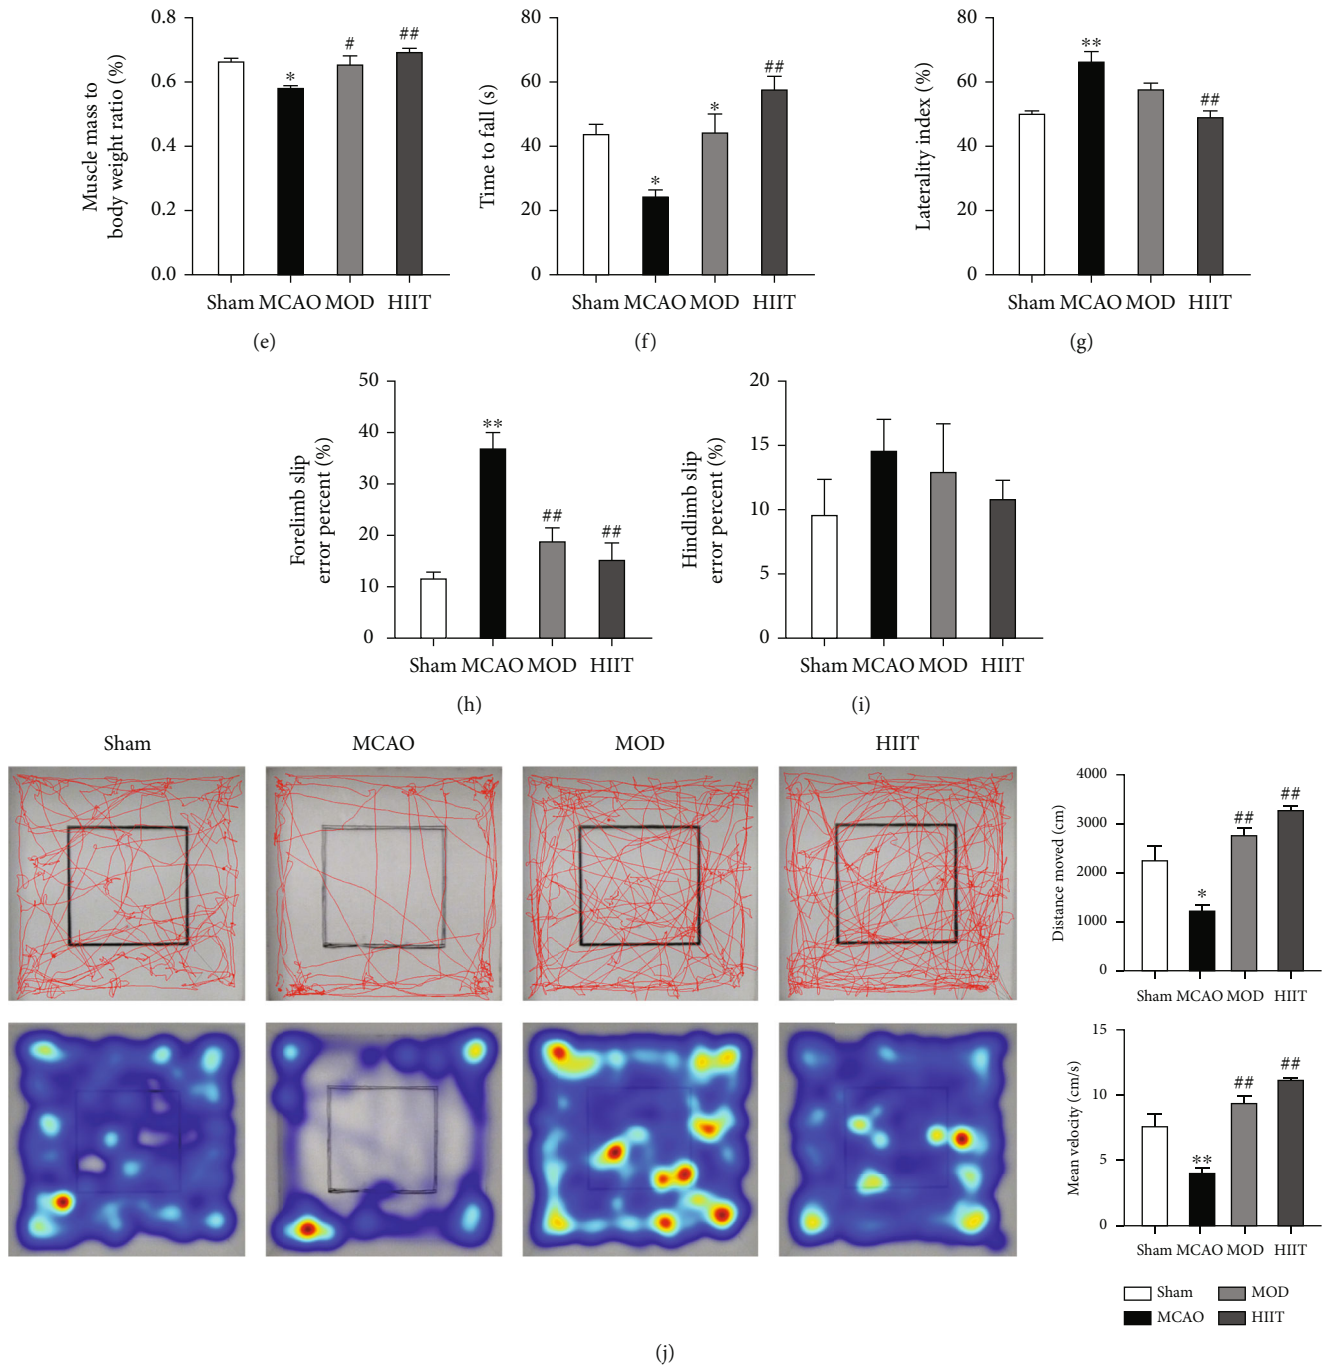 Muscle mass to
body weight ratio (%)
0.8
0.6
0.4
0.2
0.0
*
#
##
Sham MCAO MOD HIIT
(e)
Time to fall (s)
80
60
40
20
0
*
*
##
Sham MCAO MOD HIIT
(f)
Laterality index (%)
80
60
40
20
0
**
##
Sham MCAO MOD HIIT
(g)
Forelimb slip
error percent (%)
50
40
30
20
10
0
**
##
##
Sham MCAO MOD HIIT
(h)
Hindlimb slip
error percent (%)
20
15
10
5
0
Sham MCAO MOD HIIT
(i)
Sham MCAO MOD HIIT
Distance moved (cm)
4000
3000
2000
1000
0
*
##
##
Sham MCAO MOD HIIT
Mean velocity (cm/s)
15
10
5
0
**
##
##
Sham MCAO MOD HIIT
Sham MOD
MCAO HIIT
(j)